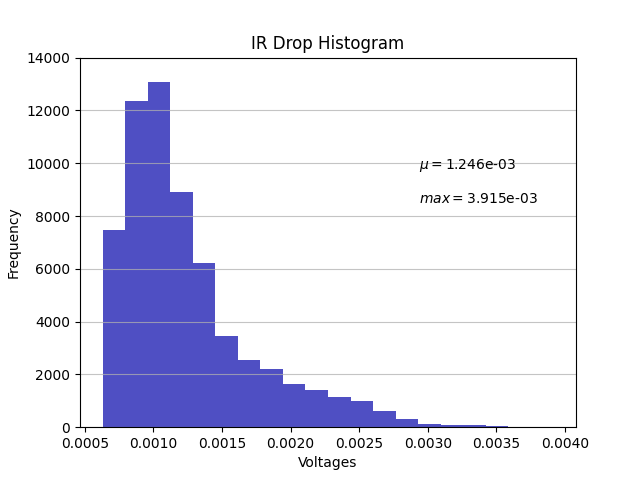 IR Drop Histogram
14000
12000
10000
8000
6000
4000
2000
0
Frequency
μ = 1.246e-03
max = 3.915e-03
0.0005 0.0010 0.0015 0.0020 0.0025 0.0030 0.0035 0.0040
Voltages